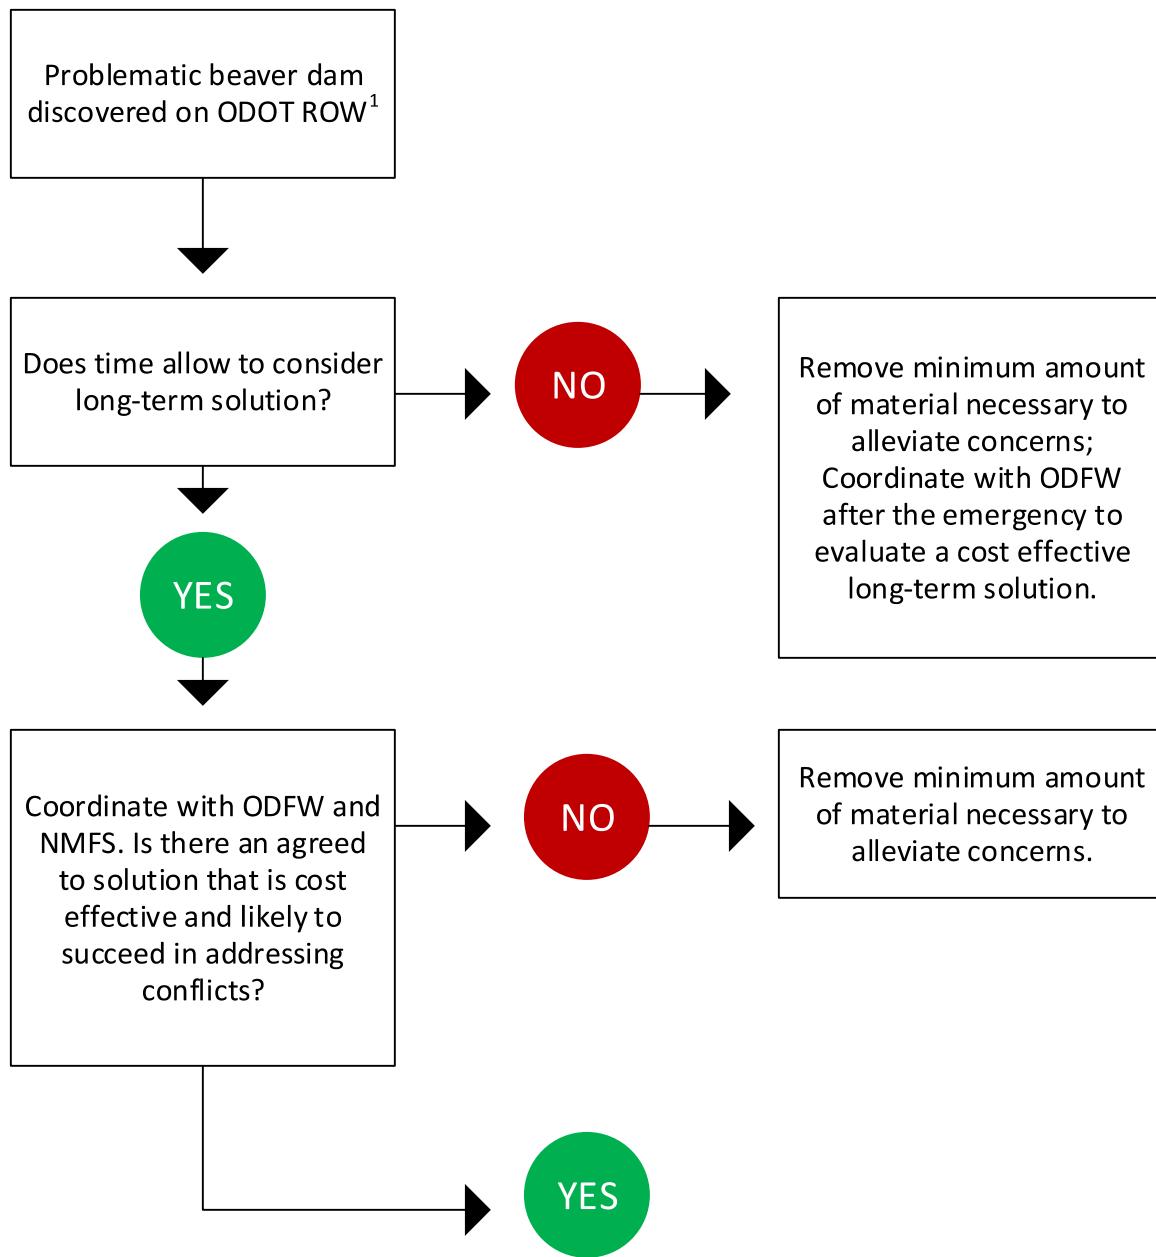 Problematic beaver dam
discovered on ODOT ROW¹
Does time allow to consider
long-term solution?
NO
Remove minimum amount
of material necessary to
alleviate concerns;
Coordinate with ODFW
after the emergency to
evaluate a cost effective
long-term solution.
YES
Coordinate with ODFW and
NMFS. Is there an agreed
to solution that is cost
effective and likely to
succeed in addressing
conflicts?
NO
Remove minimum amount
of material necessary to
alleviate concerns.
YES